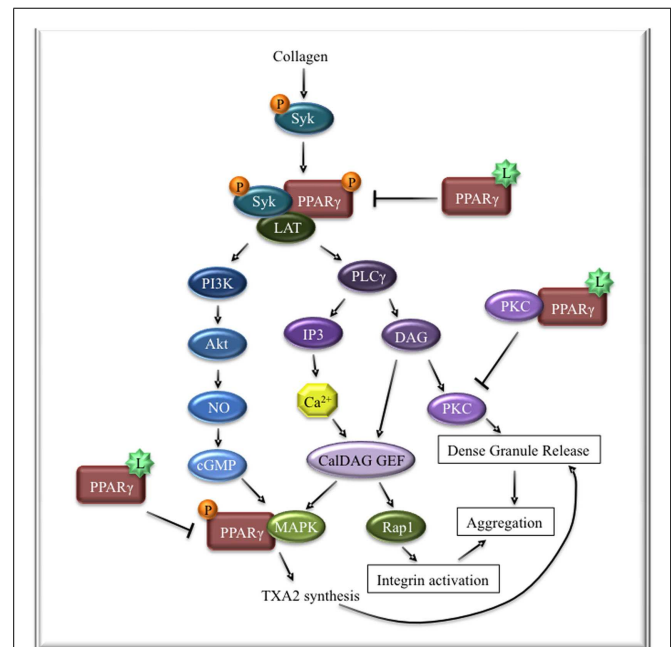 Collagen
P
Syk
P
Syk
PPARγ
P
LAT
PPARγ
L
PI3K
PLCγ
Akt
IP3
DAG
PKC
PPARγ
L
NO
Ca²⁺
PKC
cGMP
CalDAG GEF
Dense Granule Release
PPARγ
L
P
PPARγ
MAPK
Rap1
Aggregation
TXA2 synthesis
Integrin activation